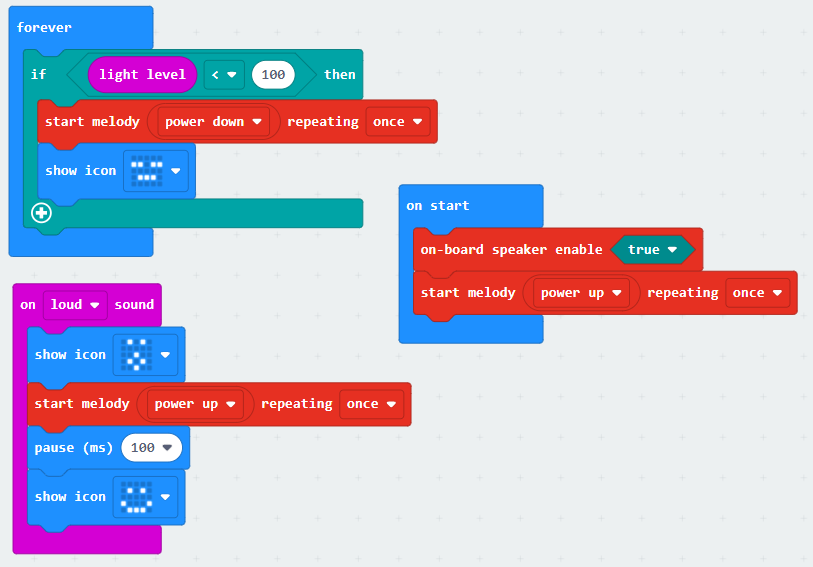 forever
if light level < 100 then
start melody power down repeating once
show icon
on start
on-board speaker enable true
start melody power up repeating once
on loud sound
show icon
start melody power up repeating once
pause (ms) 100
show icon